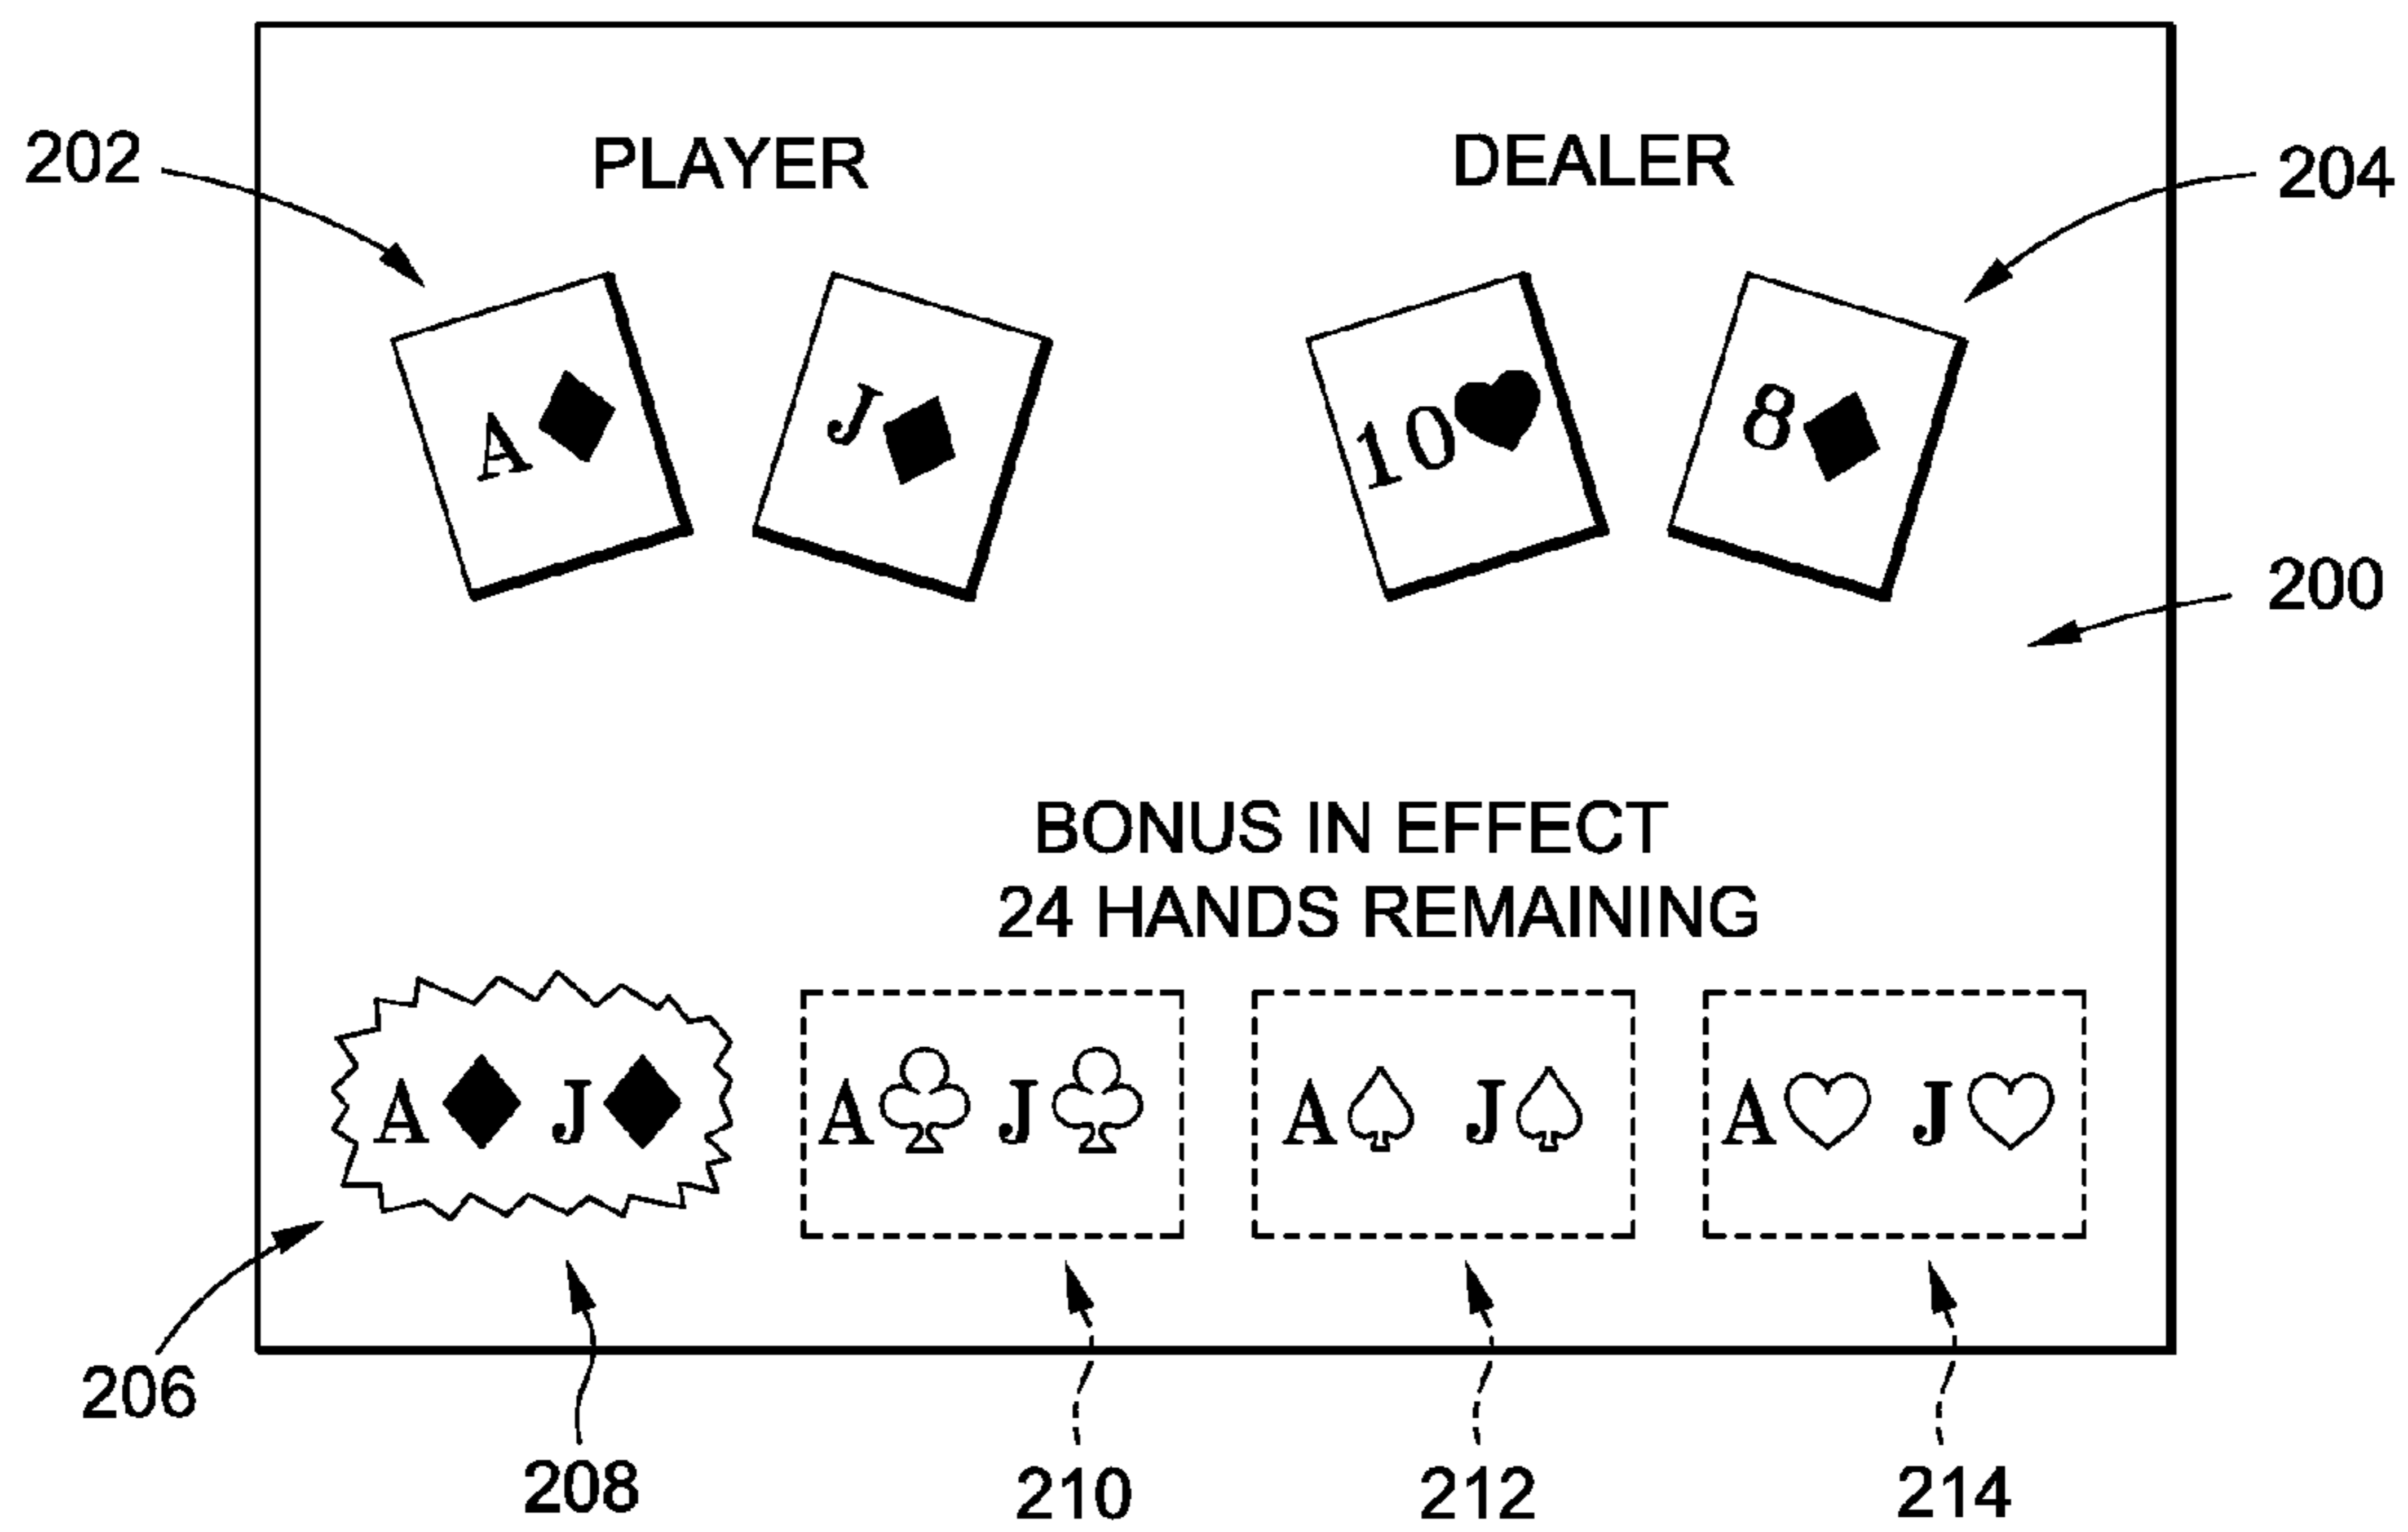 202
PLAYER
DEALER
204
A♦ J♦
10♥ 8♦
200
BONUS IN EFFECT
24 HANDS REMAINING
A♦ J♦
A♧ J♧
A♤ J♤
A♡ J♡
206
208
210
212
214